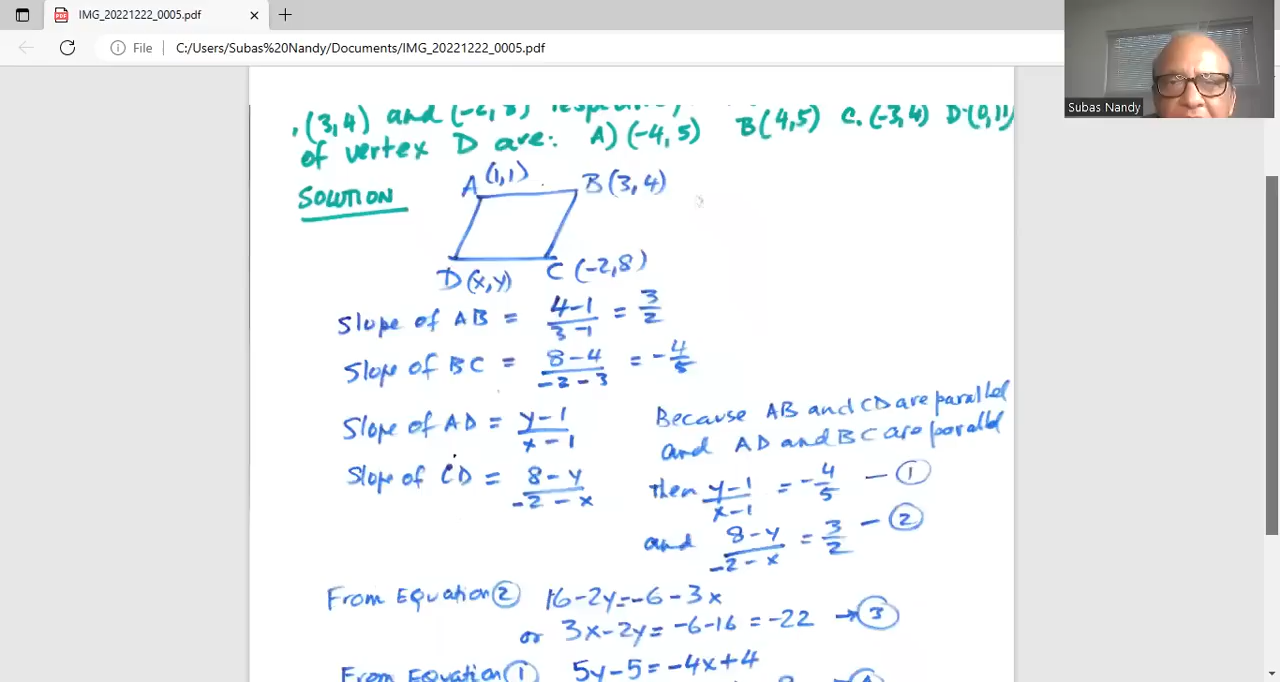 IMG_20221222_0005.pdf
File C:/Users/Subas%20Nandy/Documents/IMG_20221222_0005.pdf
Subas Nandy
, (3,4) and (-2, 8)
of vertex D are: A) (-4,5) B(4,5) C. (-3,4) D.(0,11)
SOLUTION
A (1,1) B (3,4)
D (x,y) C (-2,8)
Slope of AB = 4-1/3-1 = 3/2
Slope of BC = 8-4/-2-3 = -4/5
Slope of AD = y-1/x-1
Slope of CD = 8-y/-2-x
Because AB and CD are parallel
and AD and BC are parallel
then y-1/x-1 = -4/5 — ①
and 8-y/-2-x = 3/2 — ②
From Equation ② 16-2y=-6-3x
or 3x-2y=-6-16=-22 → ③
From Equation ① 5y-5=-4x+4